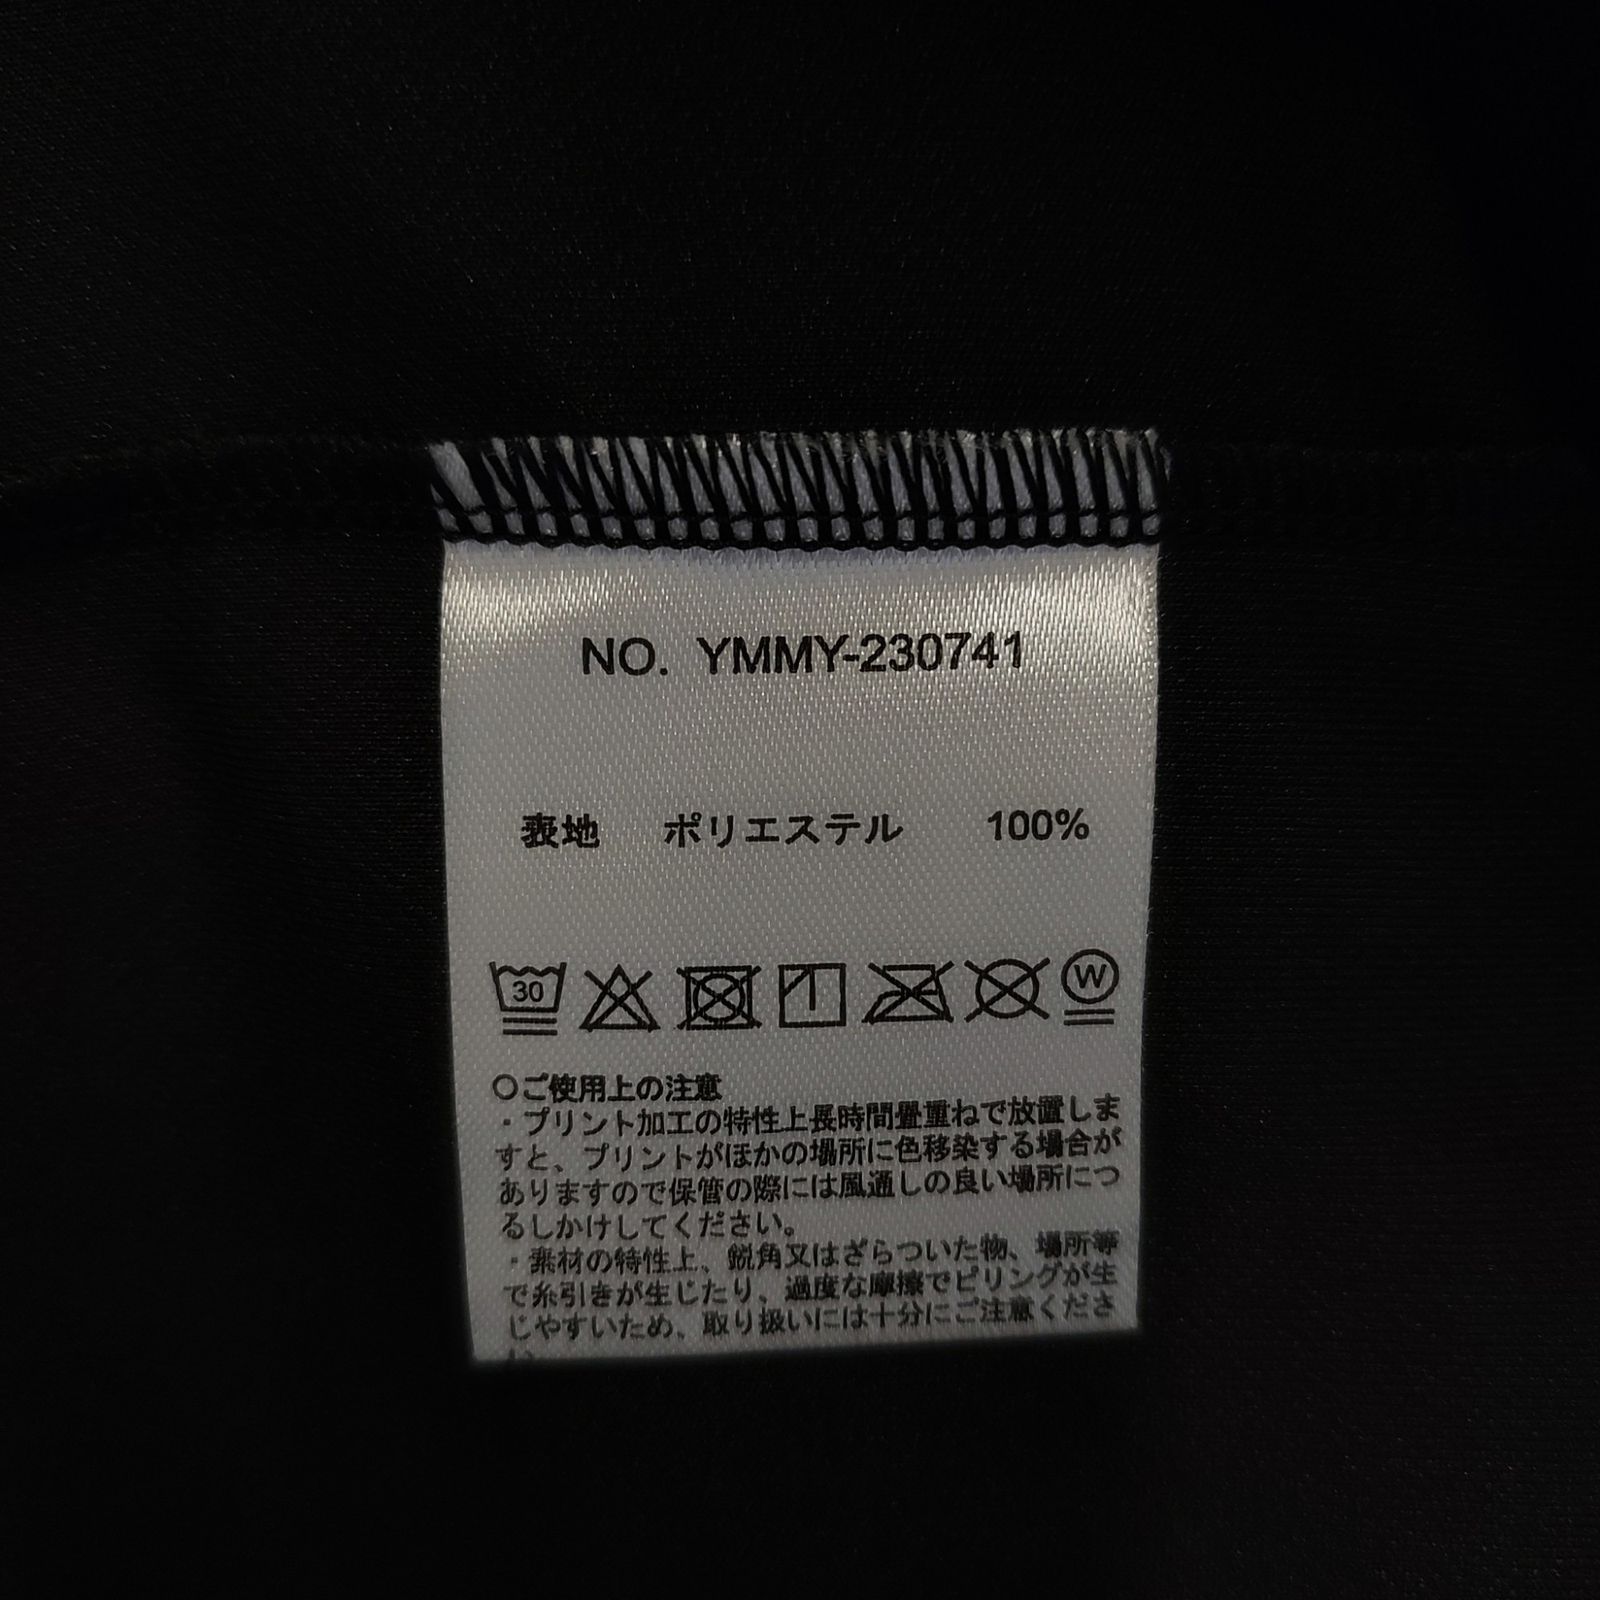 NO. YMMY-230741
表地 ポリエステル 100%
30
W
○ご使用上の注意
・プリント加工の特性上長時間畳重ねで放置しま
すと、プリントがほかの場所に色移染する場合が
ありますので保管の際には風通しの良い場所につ
るしかけしてください。
・素材の特性上、鋭角又はざらついた物、場所等
で糸引きが生じたり、過度な摩擦でピリングが生
じやすいため、取り扱いには十分にご注意くださ